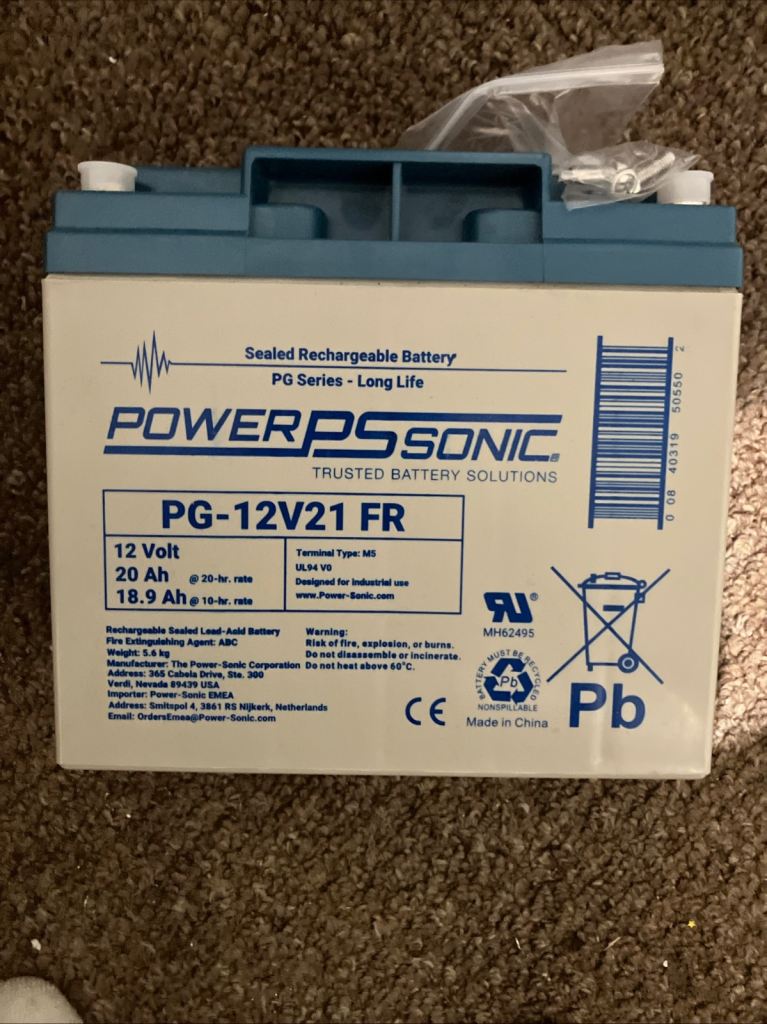 Sealed Rechargeable Battery
PG Series - Long Life
POWER PS SONIC®
TRUSTED BATTERY SOLUTIONS
PG-12V21 FR
12 Volt
20 Ah @ 20-hr. rate
18.9 Ah @ 10-hr. rate
Terminal Type: M5
UL94 V0
Designed for industrial use
www.Power-Sonic.com
Rechargeable Sealed Lead-Acid Battery
Fire Extinguishing Agent: ABC
Weight: 5.6 kg
Manufacturer: The Power-Sonic Corporation
Address: 365 Cabela Drive, Ste. 300
Verdi, Nevada 89439 USA
Importer: Power-Sonic EMEA
Address: Smitspol 4, 3861 RS Nijkerk, Netherlands
Email: OrdersEmea@Power-Sonic.com
Warning:
Risk of fire, explosion, or burns.
Do not disassemble or incinerate.
Do not heat above 60°C.
CE
RU®
MH62495
BATTERY MUST BE RECYCLED
Pb
NONSPILLABLE
Made in China
Pb
0 08 40319 50550 2